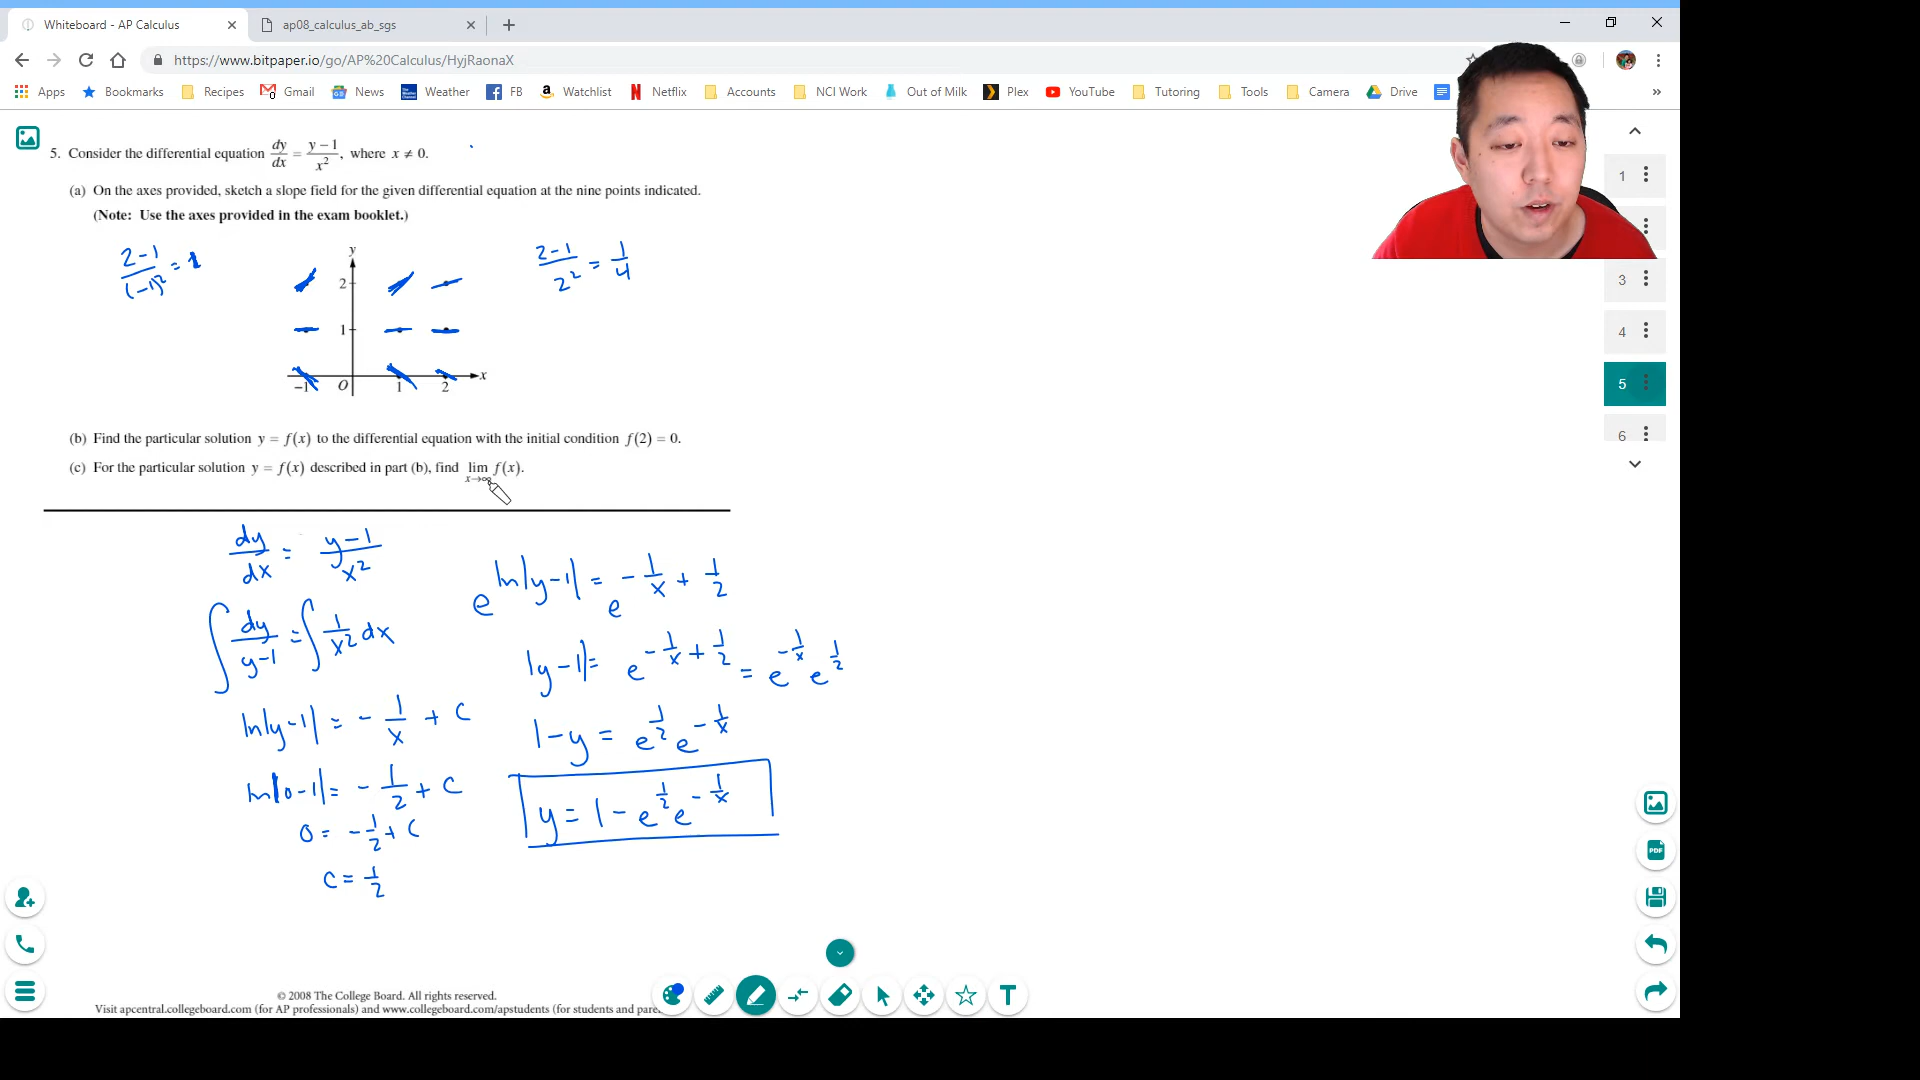 Whiteboard - AP Calculus
ap08_calculus_ab_sgs
https://www.bitpaper.io/go/AP%20Calculus/HyjRaonaX
Apps Bookmarks Recipes Gmail News Weather FB Watchlist Netflix Accounts NCI Work Out of Milk Plex YouTube Tutoring Tools Camera Drive »
5. Consider the differential equation dy/dx = (y − 1)/x², where x ≠ 0.
(a) On the axes provided, sketch a slope field for the given differential equation at the nine points indicated.
(Note: Use the axes provided in the exam booklet.)
(2-1)/(-1)² = 1
(2-1)/2² = 1/4
y
2
1
−1 O 1 2 x
(b) Find the particular solution y = f(x) to the differential equation with the initial condition f(2) = 0.
(c) For the particular solution y = f(x) described in part (b), find lim x→∞ f(x).
dy/dx = (y-1)/x²
∫ dy/(y-1) = ∫ 1/x² dx
ln|y-1| = - 1/x + C
ln|0-1| = - 1/2 + C
0 = - 1/2 + C
C = 1/2
e^(ln|y-1|) = e^(- 1/x + 1/2)
|y-1| = e^(- 1/x + 1/2) = e^(- 1/x) e^(1/2)
1-y = e^(1/2) e^(- 1/x)
y = 1 - e^(1/2) e^(- 1/x)
1
3
4
5
6
© 2008 The College Board. All rights reserved.
Visit apcentral.collegeboard.com (for AP professionals) and www.collegeboard.com/apstudents (for students and pare
PDF
T